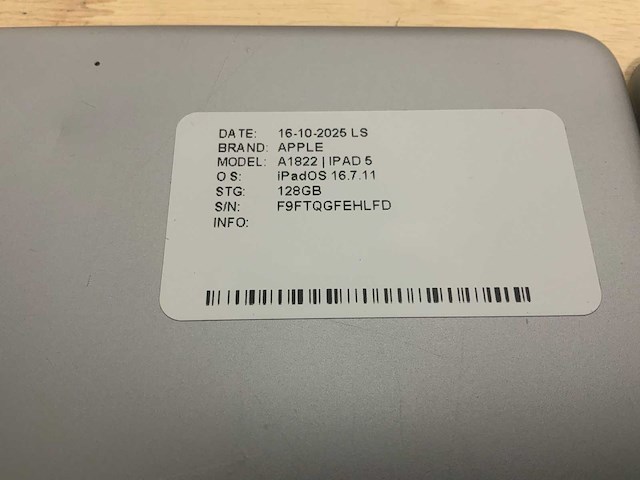 DATE: 16-10-2025 LS
BRAND: APPLE
MODEL: A1822 | IPAD 5
O S: iPadOS 16.7.11
STG: 128GB
S/N: F9FTQGFEHLFD
INFO: